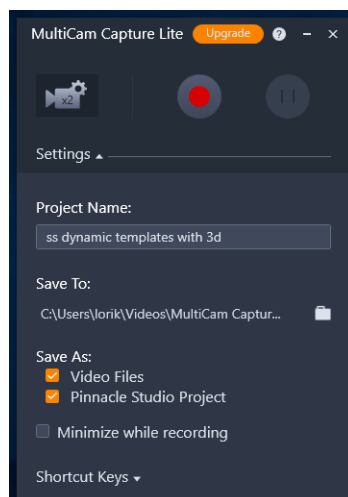 MultiCam Capture Lite Upgrade ?
x2
Settings
Project Name:
ss dynamic templates with 3d
Save To:
C:\Users\lorik\Videos\MultiCam Captur...
Save As:
Video Files
Pinnacle Studio Project
Minimize while recording
Shortcut Keys